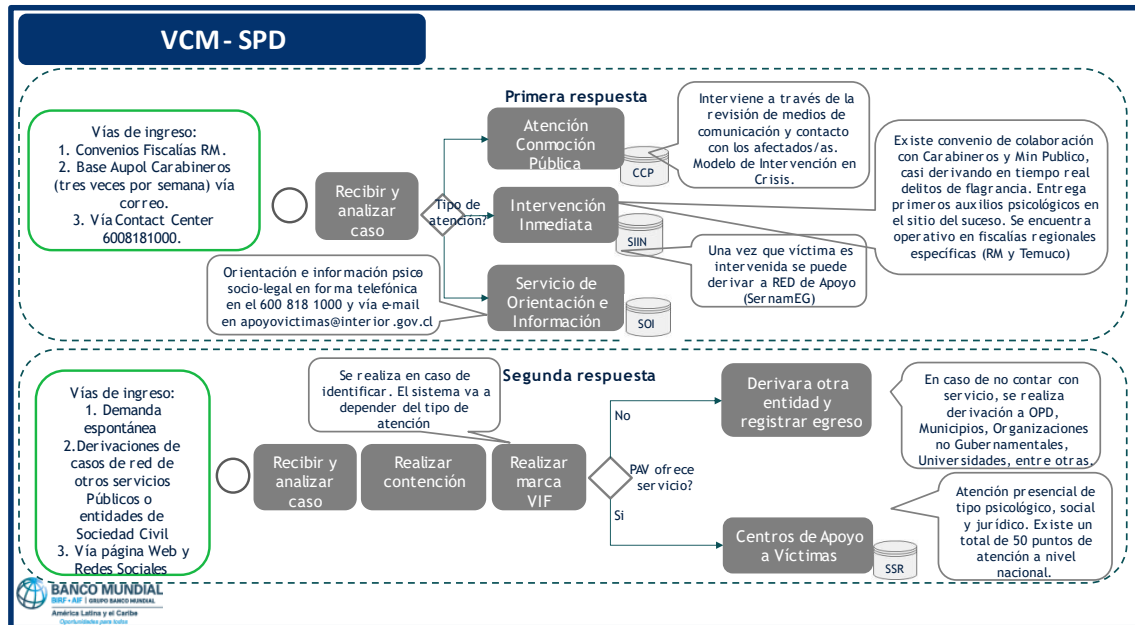 VCM - SPD
Primera respuesta
Vías de ingreso:
1. Convenios Fiscalías RM.
2. Base Aupol Carabineros
(tres veces por semana) vía
correo.
3. Vía Contact Center
6008181000.
Recibir y
analizar
caso
Tipo de
atención?
Atención
Conmoción
Pública
CCP
Interviene a través de la
revisión de medios de
comunicación y contacto
con los afectados/as.
Modelo de Intervención en
Crisis.
Intervención
Inmediata
SIIN
Existe convenio de colaboración
con Carabineros y Min Publico,
casi derivando en tiempo real
delitos de flagrancia. Entrega
primeros auxilios psicológicos en
el sitio del suceso. Se encuentra
operativo en fiscalías regionales
específicas (RM y Temuco)
Una vez que víctima es
intervenida se puede
derivar a RED de Apoyo
(SernamEG)
Orientación e información psico
socio-legal en forma telefónica
en el 600 818 1000 y vía e-mail
en apoyovictimas@interior.gov.cl
Servicio de
Orientación e
Información
SOI
Segunda respuesta
Vías de ingreso:
1. Demanda
espontánea
2.Derivaciones de
casos de red de
otros servicios
Públicos o
entidades de
Sociedad Civil
3. Vía página Web y
Redes Sociales
Recibir y
analizar
caso
Realizar
contención
Se realiza en caso de
identificar. El sistema va a
depender del tipo de
atención
Realizar
marca
VIF
PAV ofrece
servicio?
No
Si
Derivara otra
entidad y
registrar egreso
En caso de no contar con
servicio, se realiza
derivación a OPD,
Municipios, Organizaciones
no Gubernamentales,
Universidades, entre otras.
Centros de Apoyo
a Víctimas
SSR
Atención presencial de
tipo psicológico, social
y jurídico. Existe un
total de 50 puntos de
atención a nivel
nacional.
BANCO MUNDIAL
BIRF • AIF | GRUPO BANCO MUNDIAL
América Latina y el Caribe
Oportunidades para todos